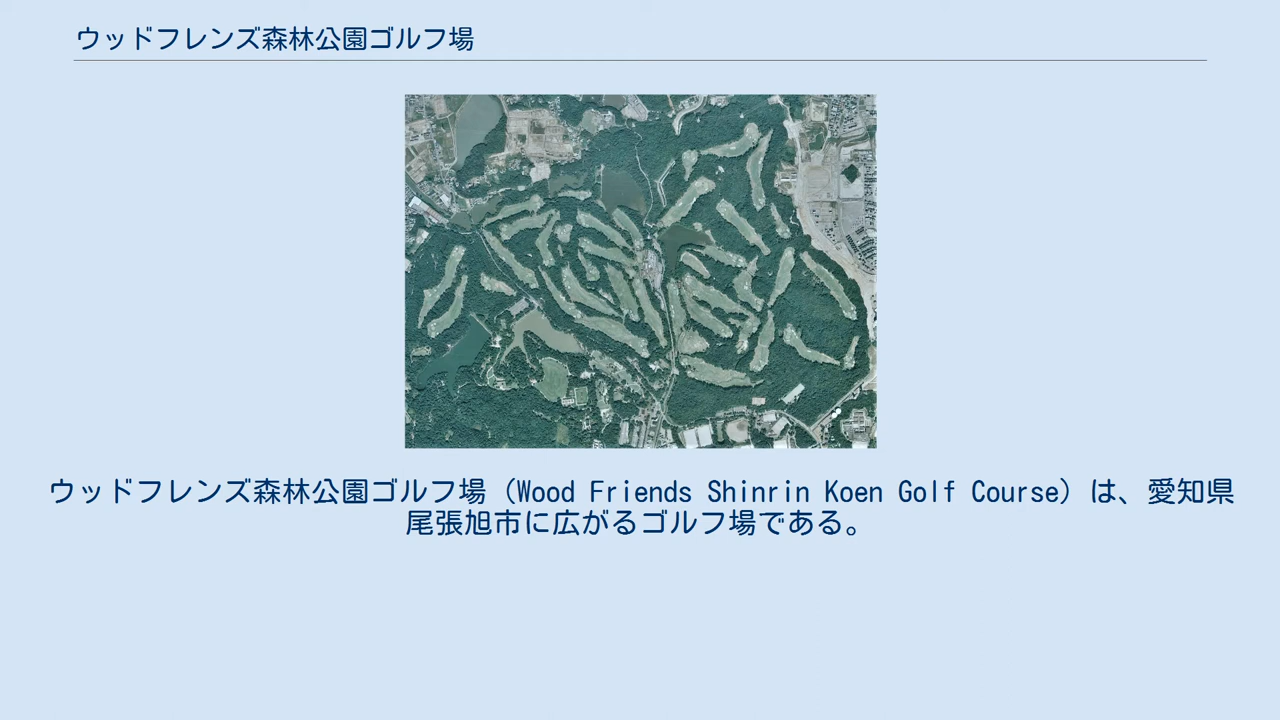 ウッドフレンズ森林公園ゴルフ場
ウッドフレンズ森林公園ゴルフ場（Wood Friends Shinrin Koen Golf Course）は、愛知県
尾張旭市に広がるゴルフ場である。